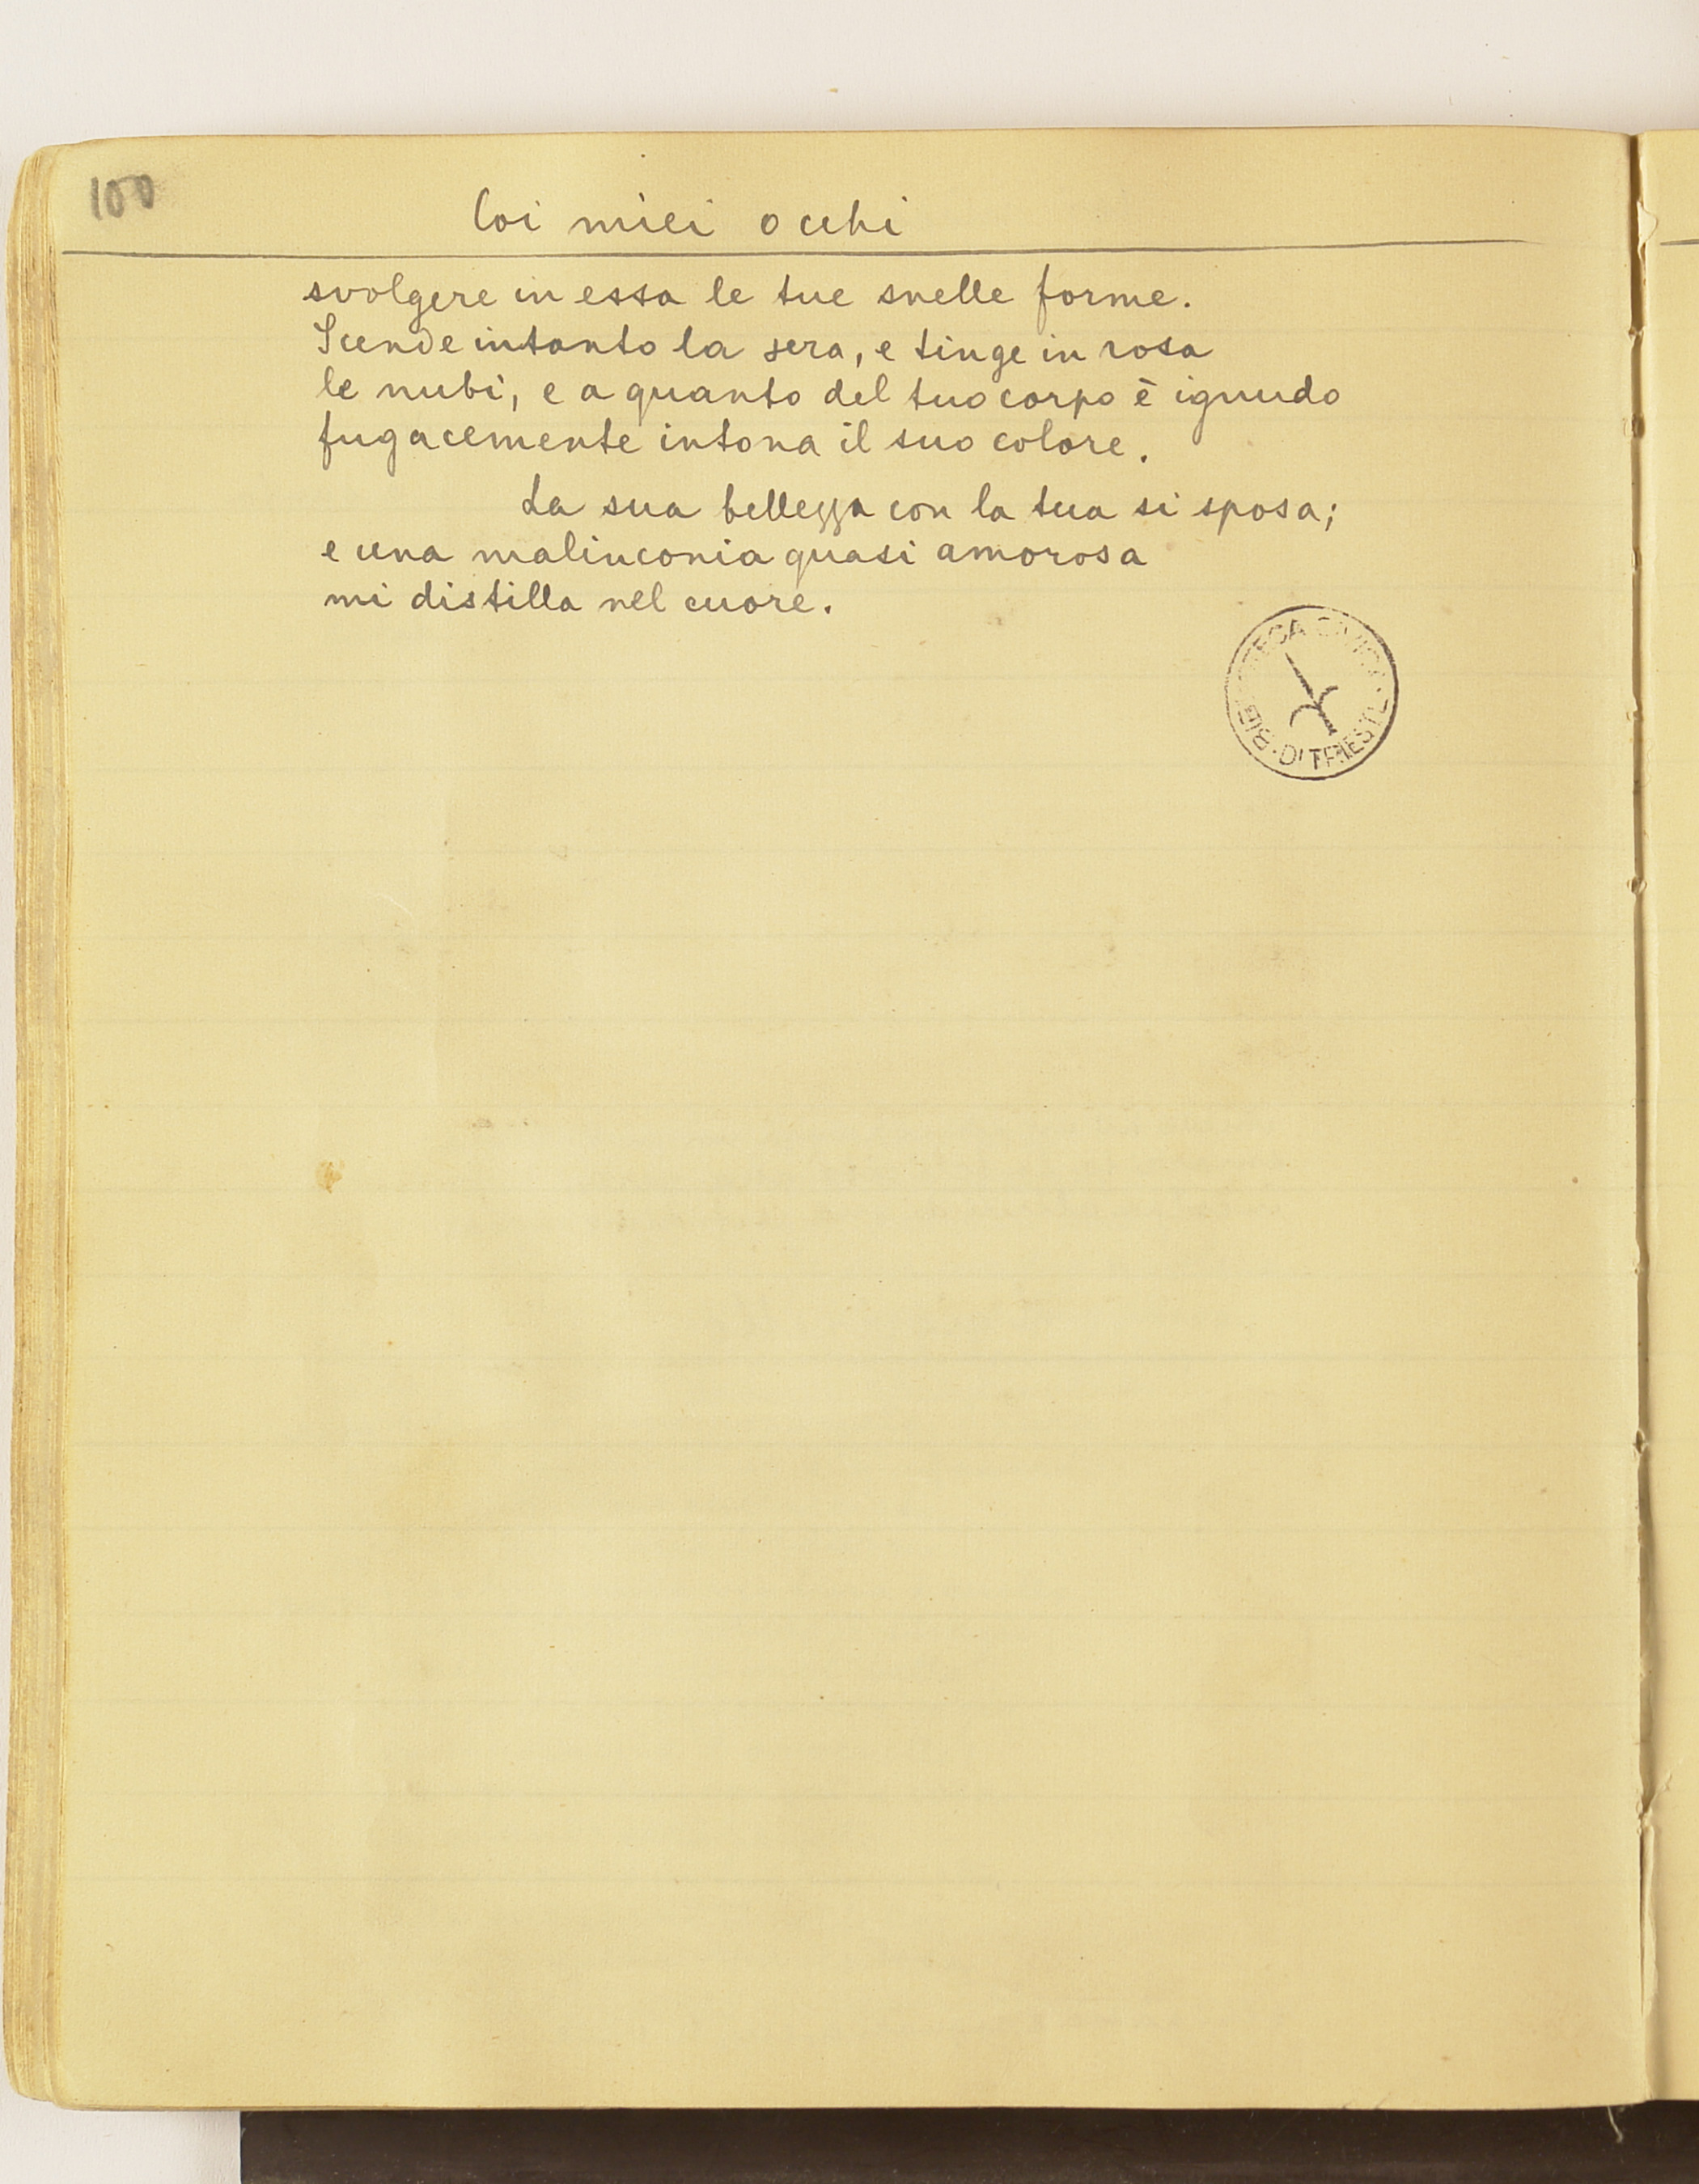 100
Coi miei occhi
svolgere in essa le tue snelle forme.
Scende intanto la sera, e tinge in rosa
le nubi, e a quanto del tuo corpo è ignudo
fugacemente intona il suo colore.
La sua bellezza con la tua si sposa;
e una malinconia quasi amorosa
mi distilla nel cuore.
BIBLIOTECA CIVICA · DI TRIESTE ·